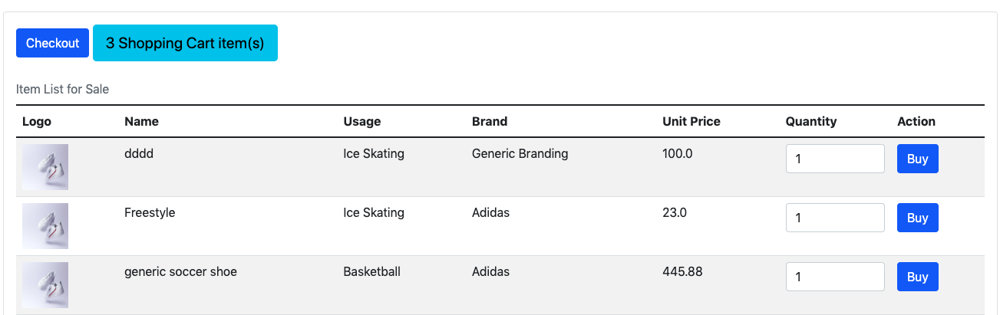 Checkout 3 Shopping Cart item(s)
Item List for Sale
Logo Name Usage Brand Unit Price Quantity Action
dddd Ice Skating Generic Branding 100.0 1 Buy
Freestyle Ice Skating Adidas 23.0 1 Buy
generic soccer shoe Basketball Adidas 445.88 1 Buy